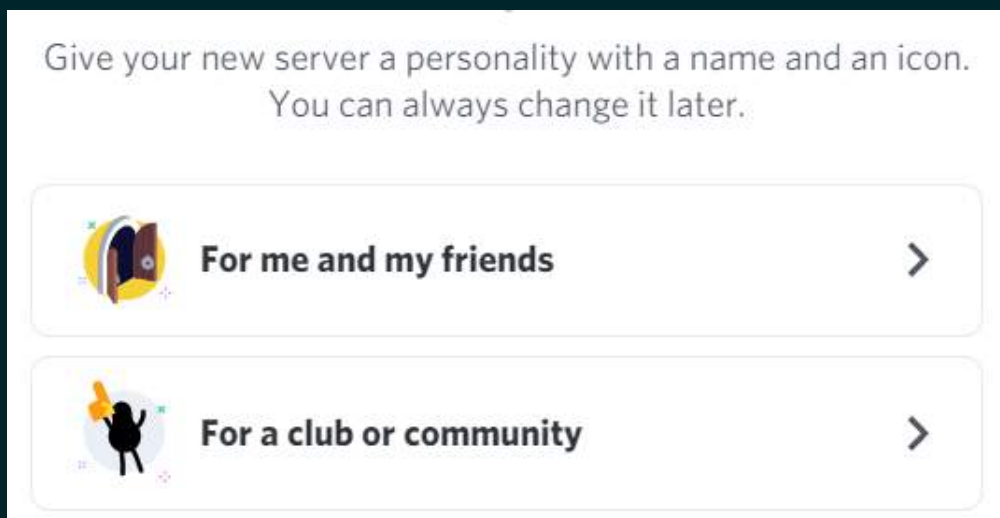 Give your new server a personality with a name and an icon.
You can always change it later.
For me and my friends
For a club or community